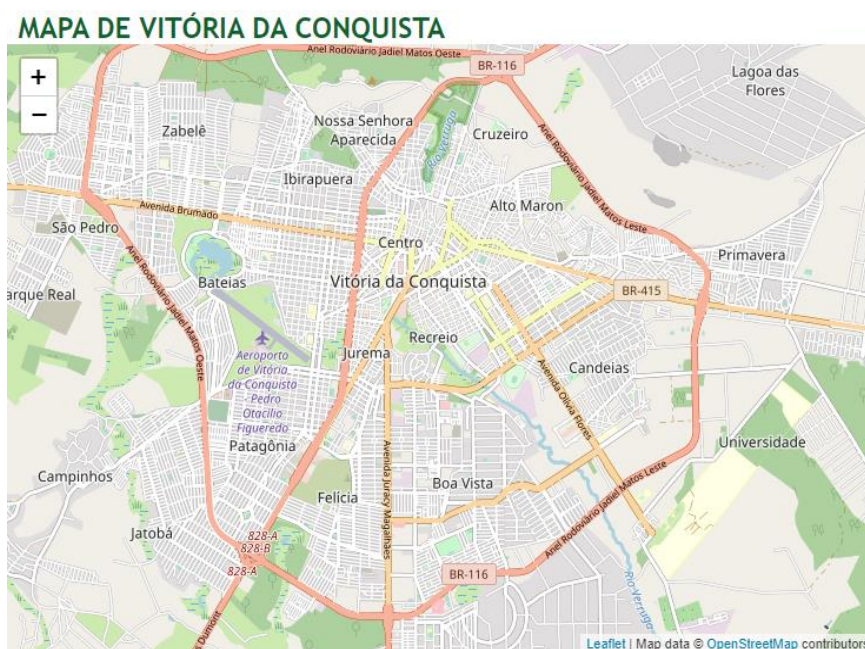 MAPA DE VITÓRIA DA CONQUISTA
+
−
Anel Rodoviário Jadiel Matos Oeste
BR-116
Lagoa das
Flores
Zabelê
Nossa Senhora
Aparecida
Rio Verruga
Cruzeiro
Anel Rodoviário Jadiel Matos Leste
Ibirapuera
Avenida Brumado
Alto Maron
São Pedro
Centro
Primavera
Anel Rodoviário Jadiel Matos Oeste
Bateias
Vitória da Conquista
BR-415
arque Real
Recreio
Jurema
Aeroporto
de Vitória
da Conquista
- Pedro
Otacílio
Figueredo
Candeias
Avenida Olívia Flores
Patagônia
Universidade
Avenida Juracy Magalhães
Campinhos
Felícia
Boa Vista
Jatobá
828-A
828-B
828-A
Anel Rodoviário Jadiel Matos Leste
BR-116
Rio Verruga
s Dumont
Leaflet | Map data © OpenStreetMap contributors